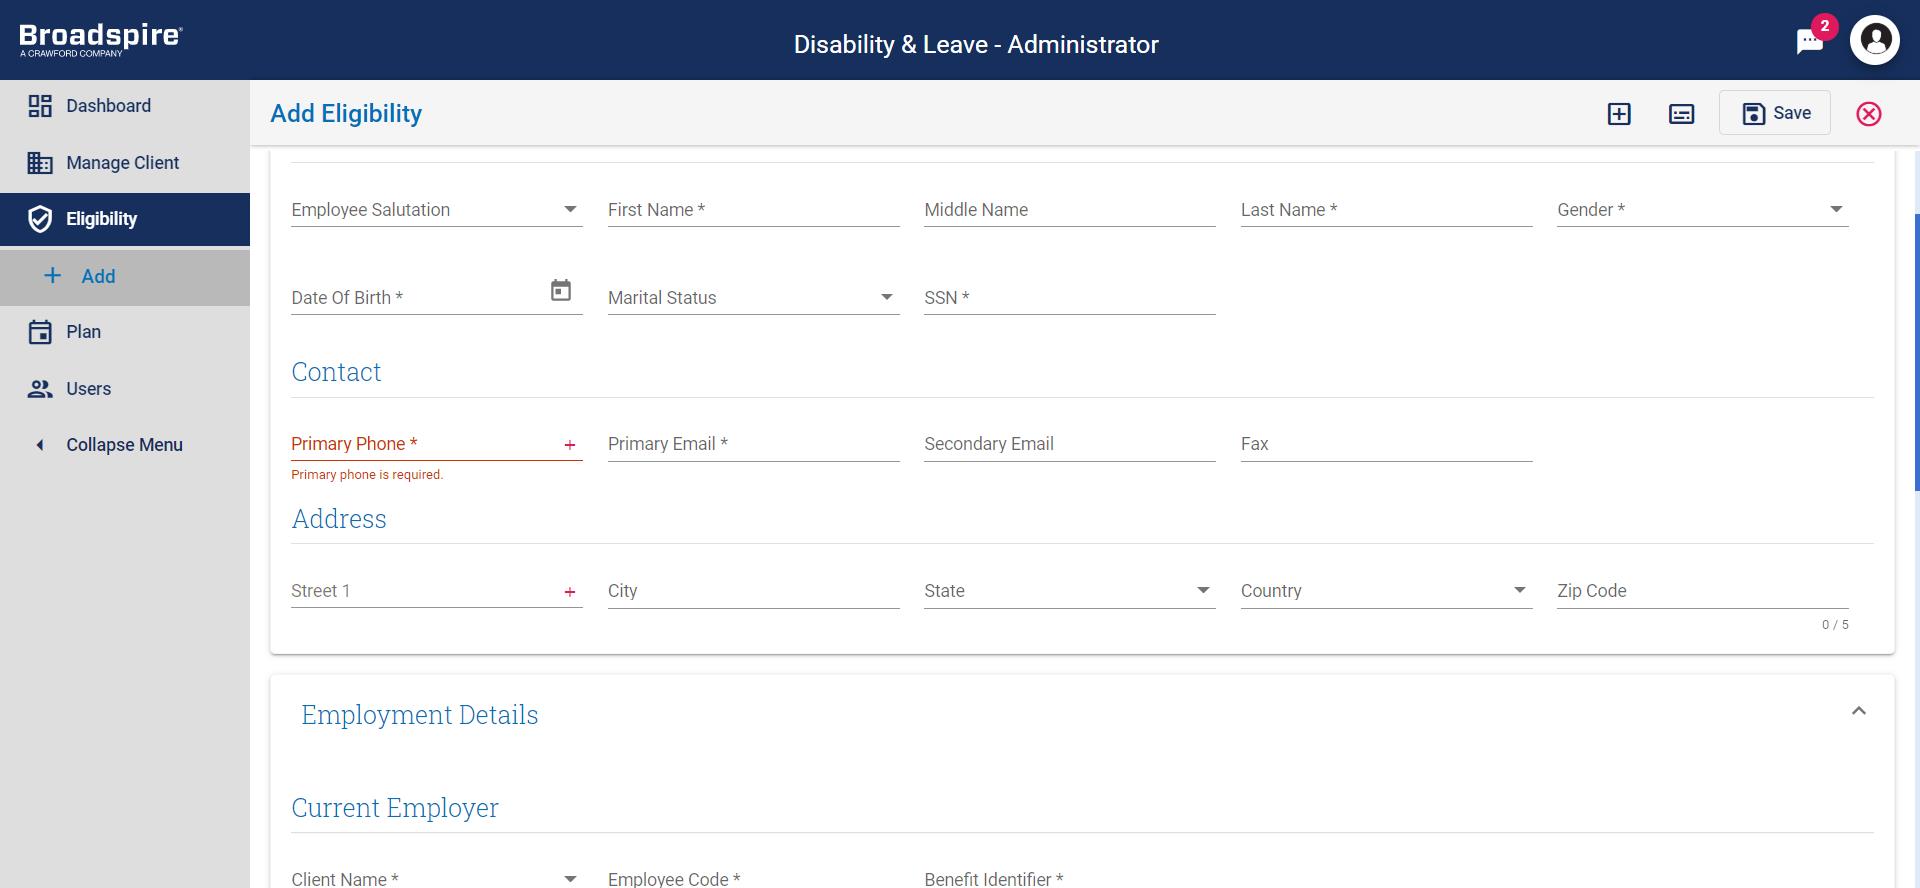 Broadspire®
A CRAWFORD COMPANY
Disability & Leave - Administrator
2
Dashboard
Manage Client
Eligibility
Add
Plan
Users
Collapse Menu
Add Eligibility
Save
Employee Salutation First Name * Middle Name Last Name * Gender *
Date Of Birth * Marital Status SSN *
Contact
Primary Phone * + Primary Email * Secondary Email Fax
Primary phone is required.
Address
Street 1 + City State Country Zip Code
0 / 5
Employment Details
Current Employer
Client Name * Employee Code * Benefit Identifier *